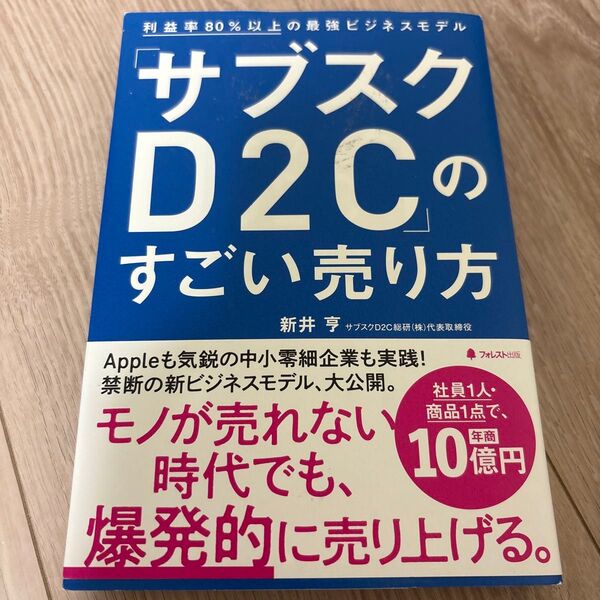 利益率80%以上の最強ビジネスモデル
「サブスク
D2C」の
すごい売り方
新井 亨 サブスクD2C総研(株)代表取締役
フォレスト出版
Appleも気鋭の中小零細企業も実践!
禁断の新ビジネスモデル、大公開。
社員1人・
商品1点で、
年商
10億円
モノが売れない
時代でも、
爆発的に売り上げる。